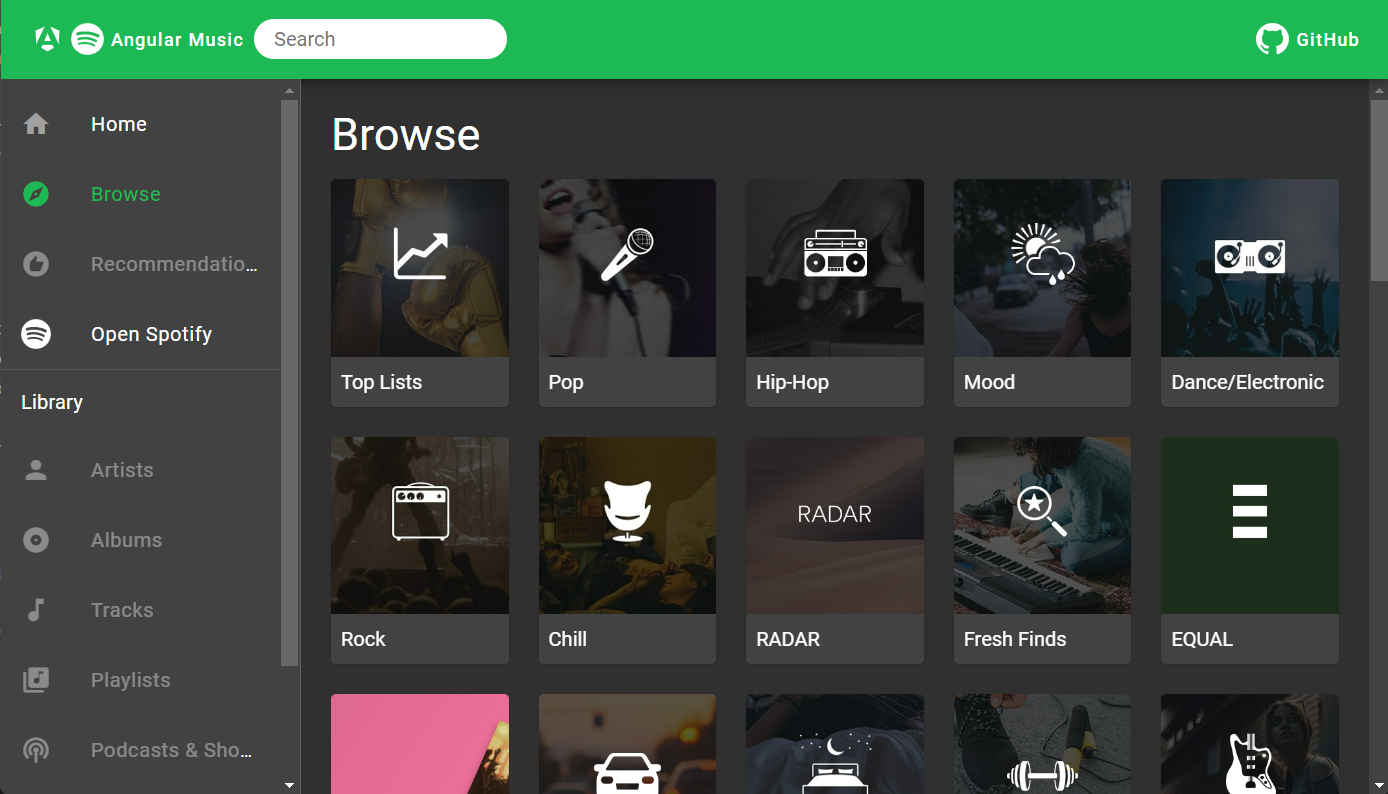 Angular Music
Search
GitHub
Home
Browse
Recommendatio...
Open Spotify
Library
Artists
Albums
Tracks
Playlists
Podcasts & Sho...
Browse
Top Lists
Pop
Hip-Hop
Mood
Dance/Electronic
RADAR
Rock
Chill
RADAR
Fresh Finds
EQUAL